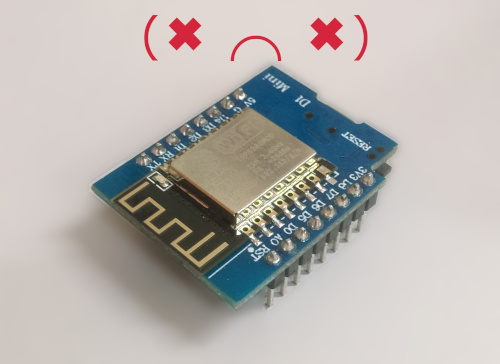 (✖ ︵ ✖)
D1 Mini
RESET
5V
G
D4
D3
D2
D1
RX
TX
3V3
D8
D7
D6
D5
D0
A0
RST